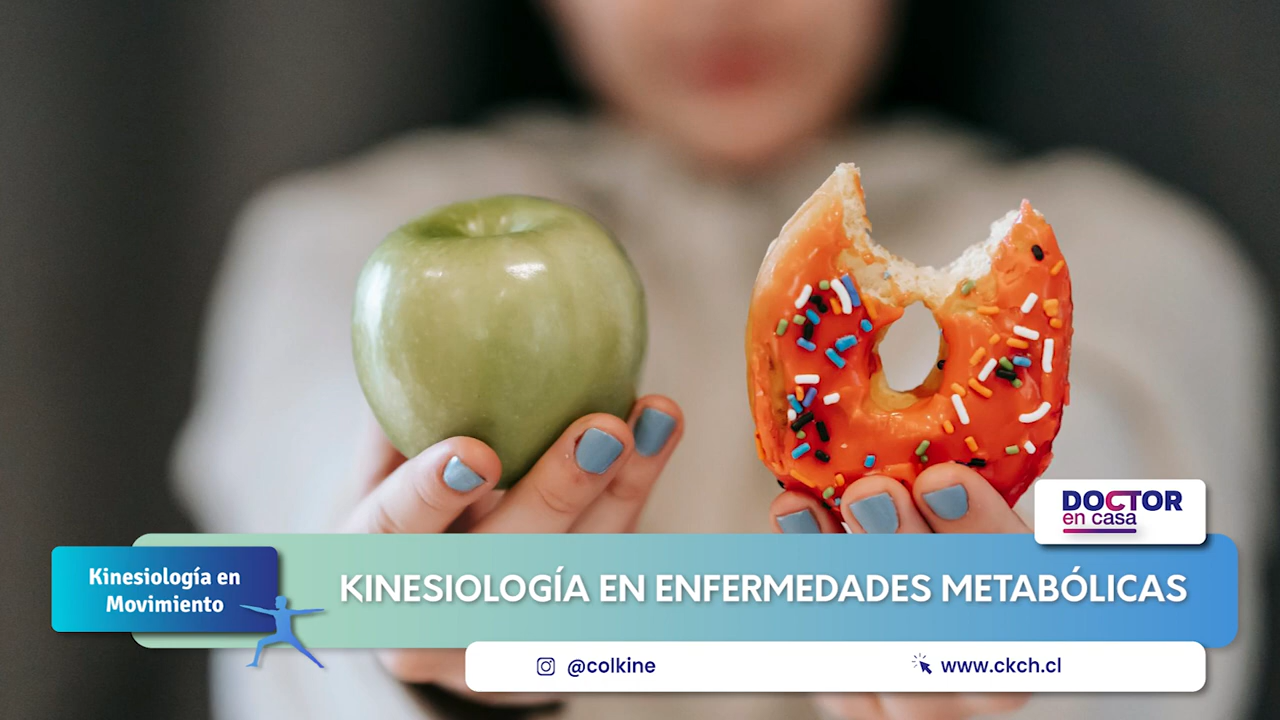 DOCTOR
en casa
Kinesiología en
Movimiento
KINESIOLOGÍA EN ENFERMEDADES METABÓLICAS
@colkine
www.ckch.cl